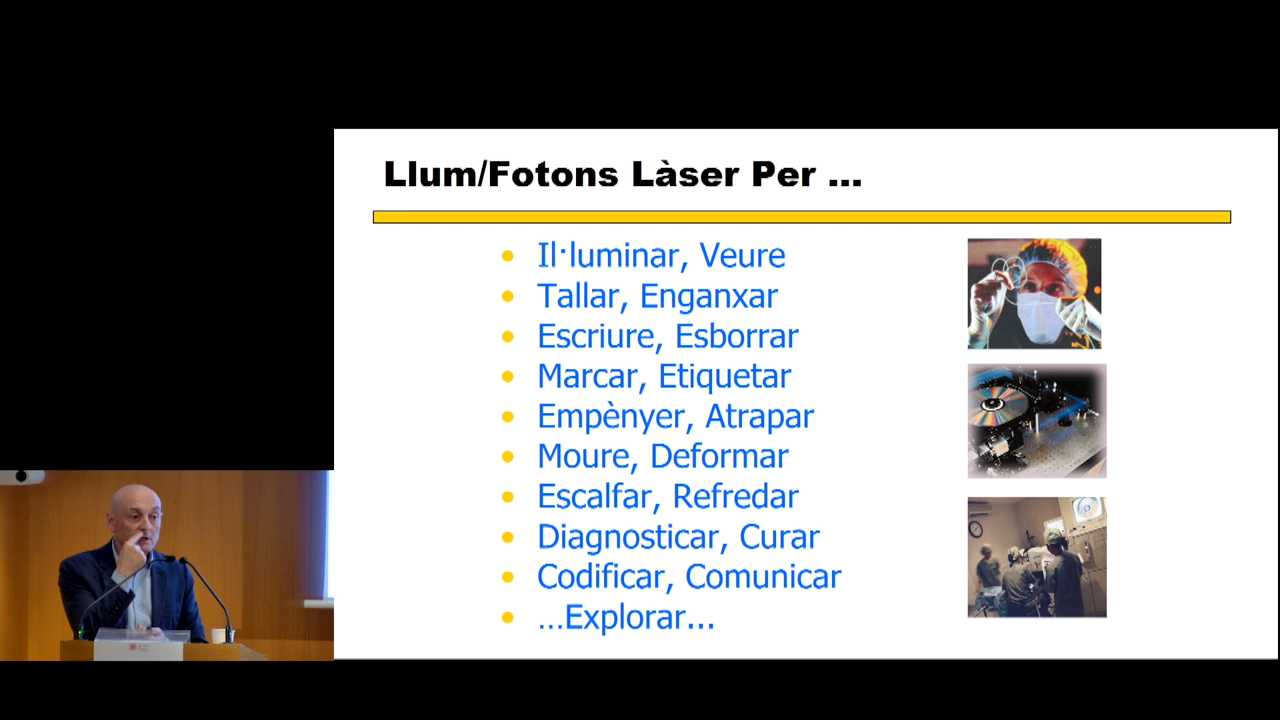 Llum/Fotons Làser Per ...
• Il·luminar, Veure
• Tallar, Enganxar
• Escriure, Esborrar
• Marcar, Etiquetar
• Empènyer, Atrapar
• Moure, Deformar
• Escalfar, Refredar
• Diagnosticar, Curar
• Codificar, Comunicar
• ...Explorar...